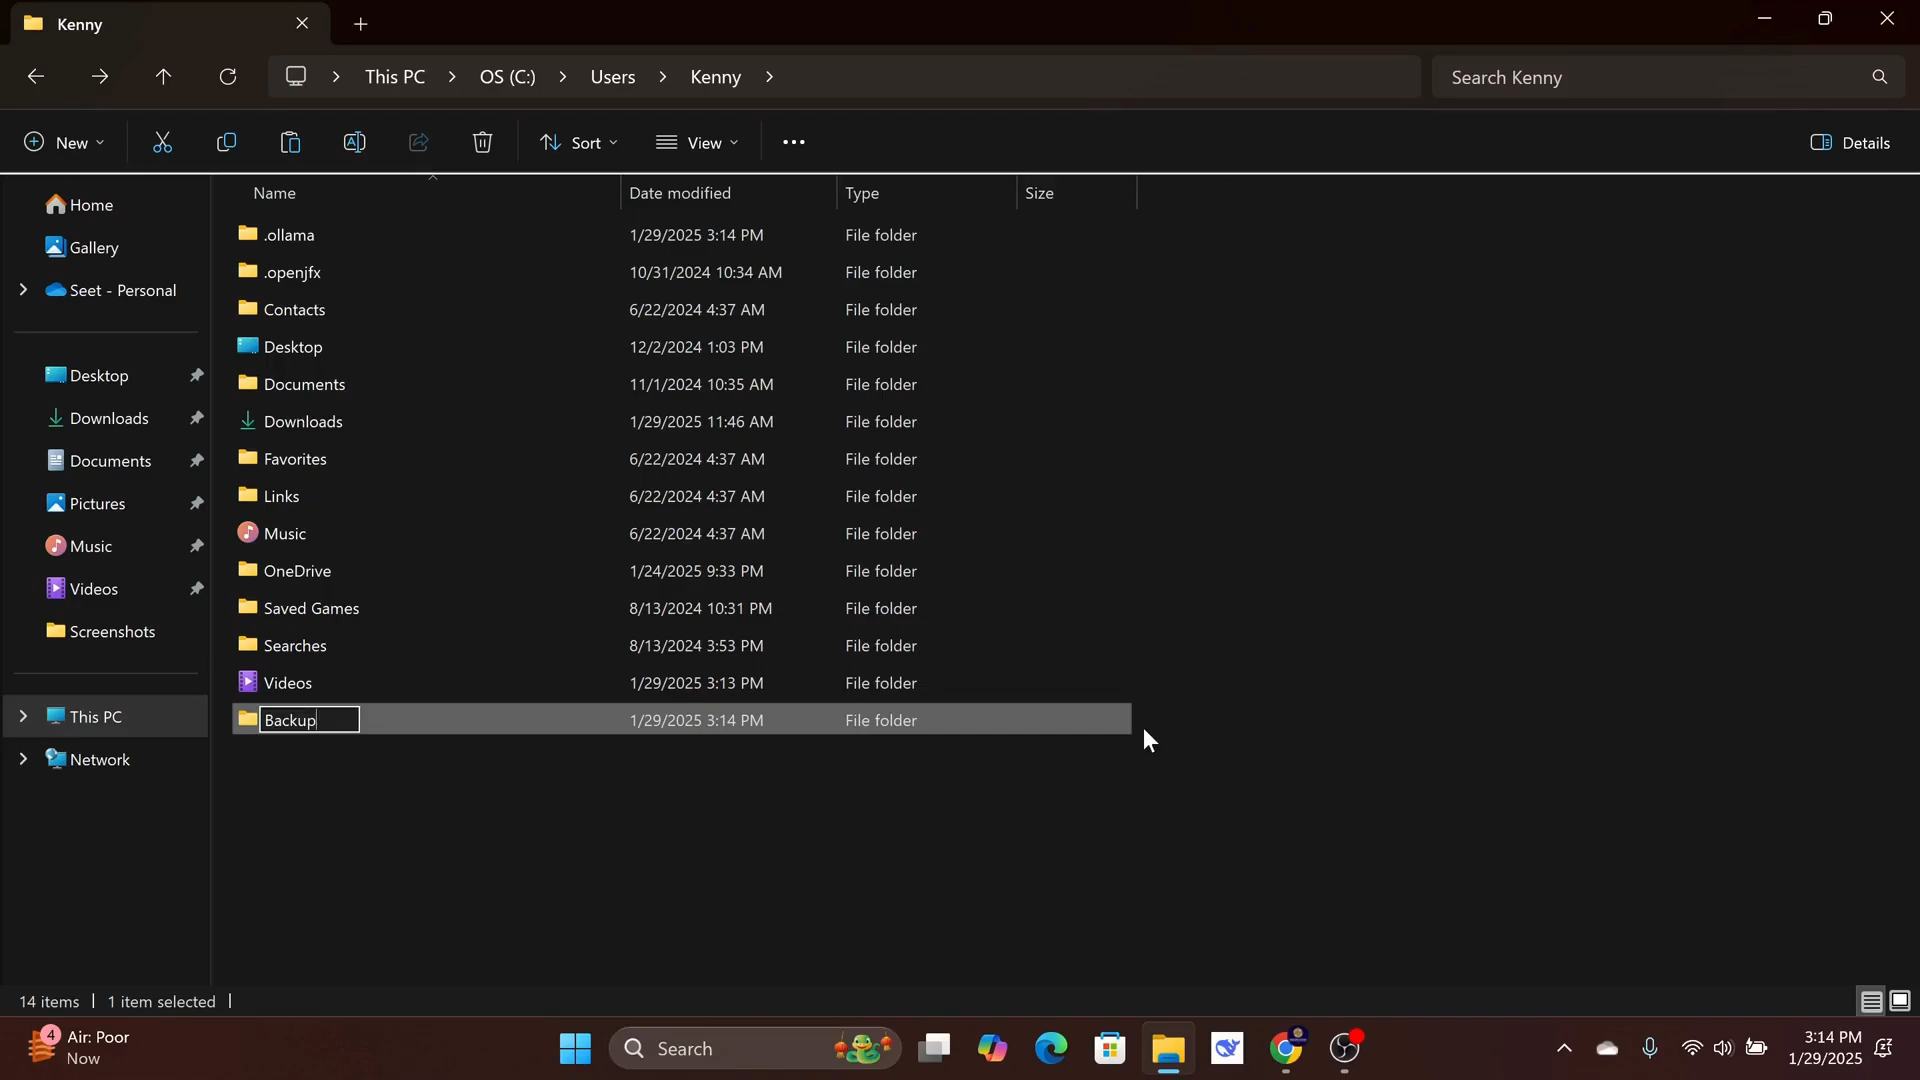 Kenny
This PC > OS (C:) > Users > Kenny >
Search Kenny
New
Sort
View
Details
Name Date modified Type Size
.ollama 1/29/2025 3:14 PM File folder
.openjfx 10/31/2024 10:34 AM File folder
Contacts 6/22/2024 4:37 AM File folder
Desktop 12/2/2024 1:03 PM File folder
Documents 11/1/2024 10:35 AM File folder
Downloads 1/29/2025 11:46 AM File folder
Favorites 6/22/2024 4:37 AM File folder
Links 6/22/2024 4:37 AM File folder
Music 6/22/2024 4:37 AM File folder
OneDrive 1/24/2025 9:33 PM File folder
Saved Games 8/13/2024 10:31 PM File folder
Searches 8/13/2024 3:53 PM File folder
Videos 1/29/2025 3:13 PM File folder
Backup 1/29/2025 3:14 PM File folder
Home
Gallery
Seet - Personal
Desktop
Downloads
Documents
Pictures
Music
Videos
Screenshots
This PC
Network
14 items
1 item selected
4
Air: Poor
Now
Search
3:14 PM
1/29/2025